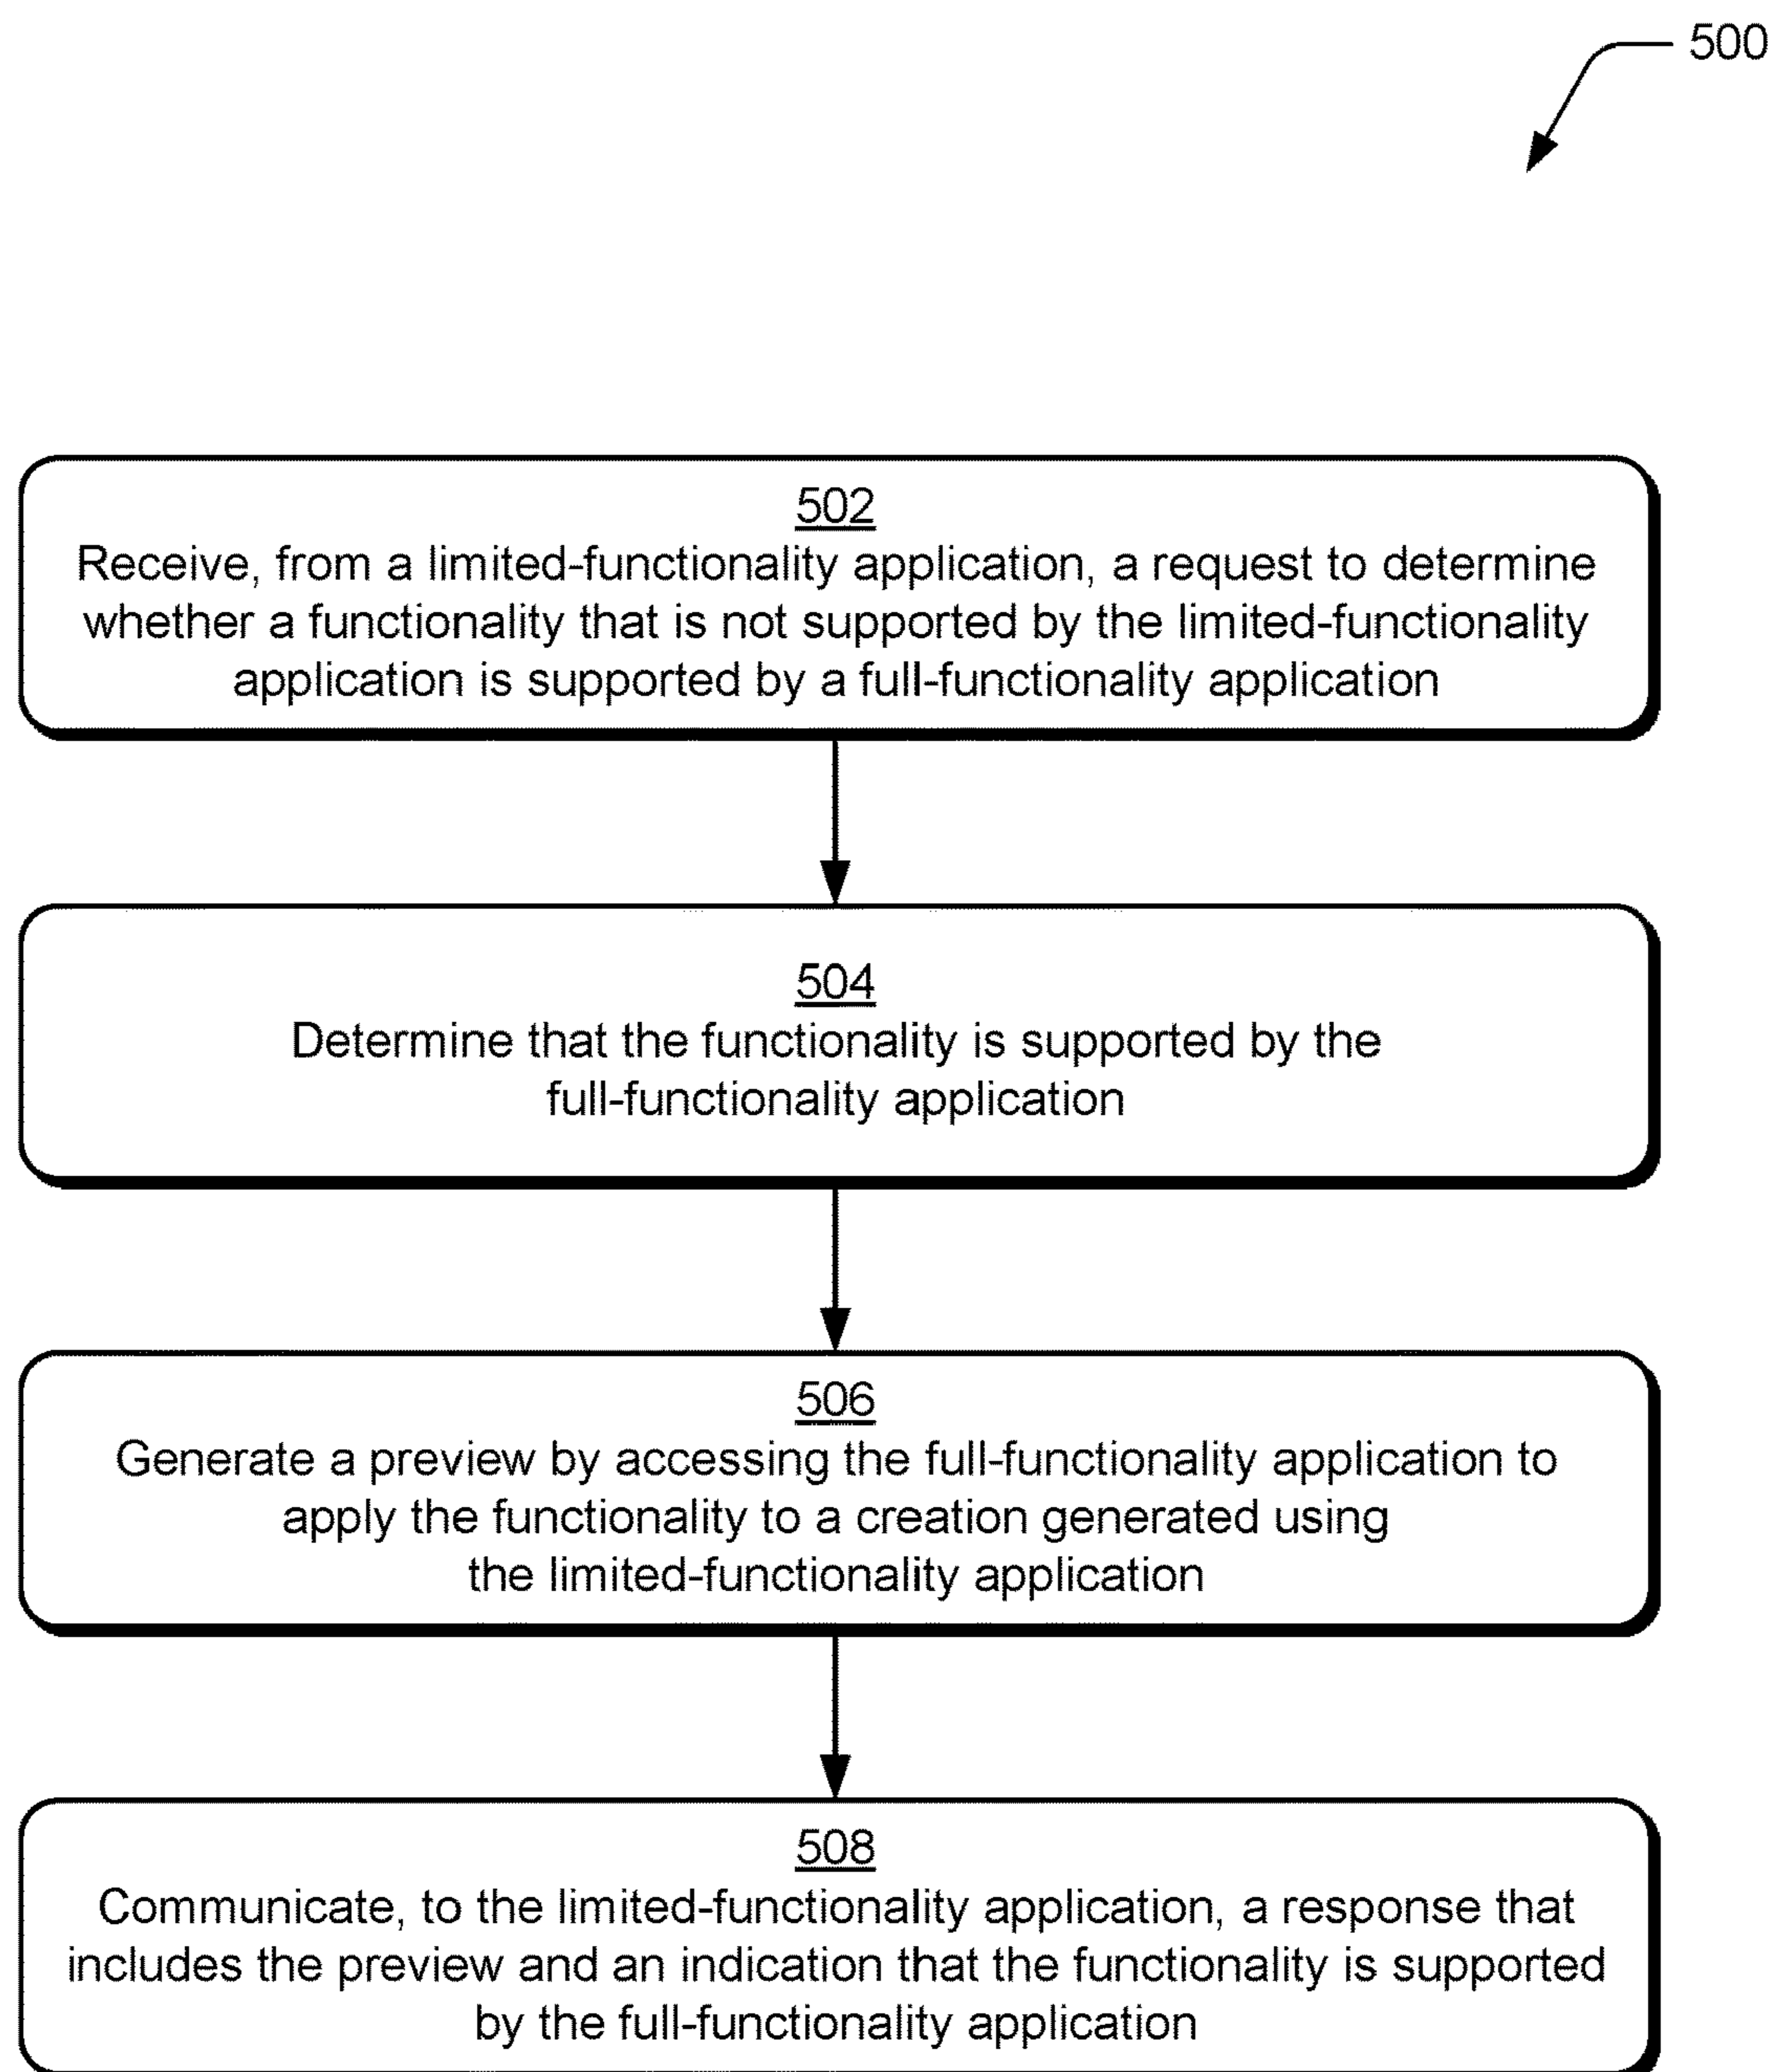 500
502
Receive, from a limited-functionality application, a request to determine
whether a functionality that is not supported by the limited-functionality
application is supported by a full-functionality application
504
Determine that the functionality is supported by the
full-functionality application
506
Generate a preview by accessing the full-functionality application to
apply the functionality to a creation generated using
the limited-functionality application
508
Communicate, to the limited-functionality application, a response that
includes the preview and an indication that the functionality is supported
by the full-functionality application